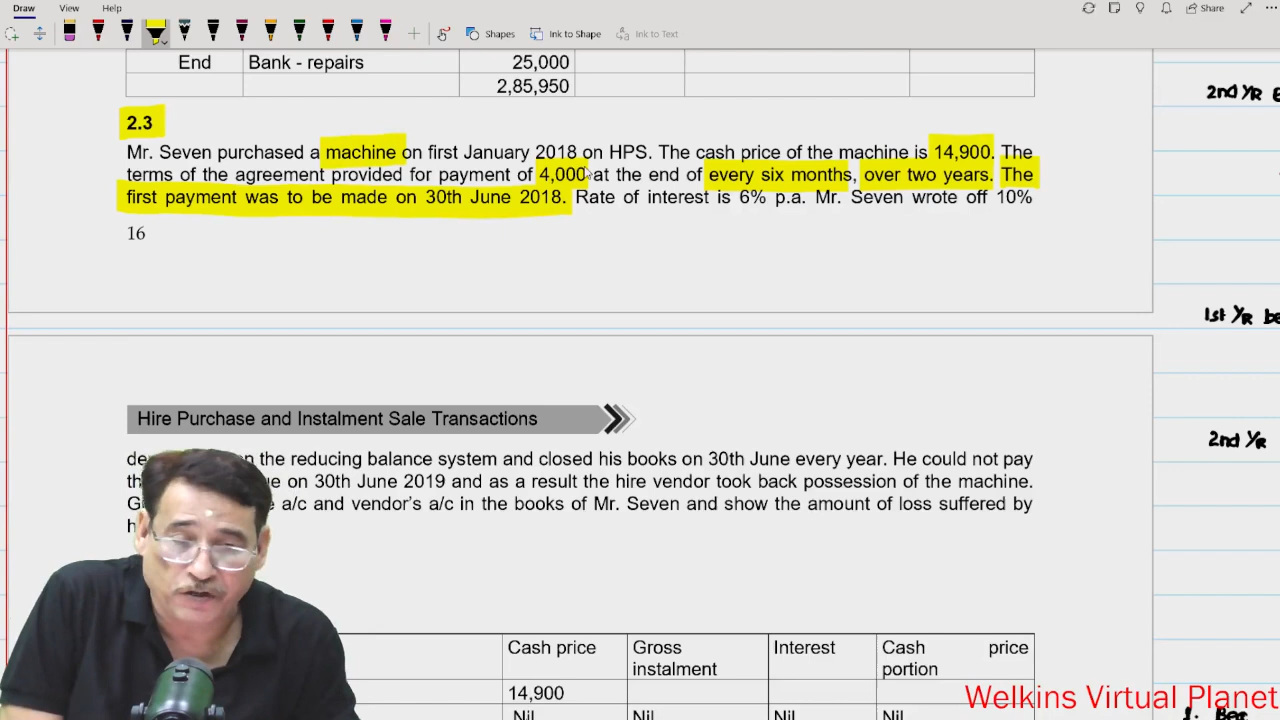 Draw View Help
Share
Shapes Ink to Shape Ink to Text
End Bank - repairs 25,000
2,85,950
2nd YR
2.3
Mr. Seven purchased a machine on first January 2018 on HPS. The cash price of the machine is 14,900. The
terms of the agreement provided for payment of 4,000 at the end of every six months, over two years. The
first payment was to be made on 30th June 2018. Rate of interest is 6% p.a. Mr. Seven wrote off 10%
16
1st YR
Hire Purchase and Instalment Sale Transactions
2nd YR
on the reducing balance system and closed his books on 30th June every year. He could not pay
on 30th June 2019 and as a result the hire vendor took back possession of the machine.
a/c and vendor's a/c in the books of Mr. Seven and show the amount of loss suffered by
Cash price Gross instalment Interest Cash price portion
14,900
Nil Nil Nil Nil
Welkins Virtual Planet